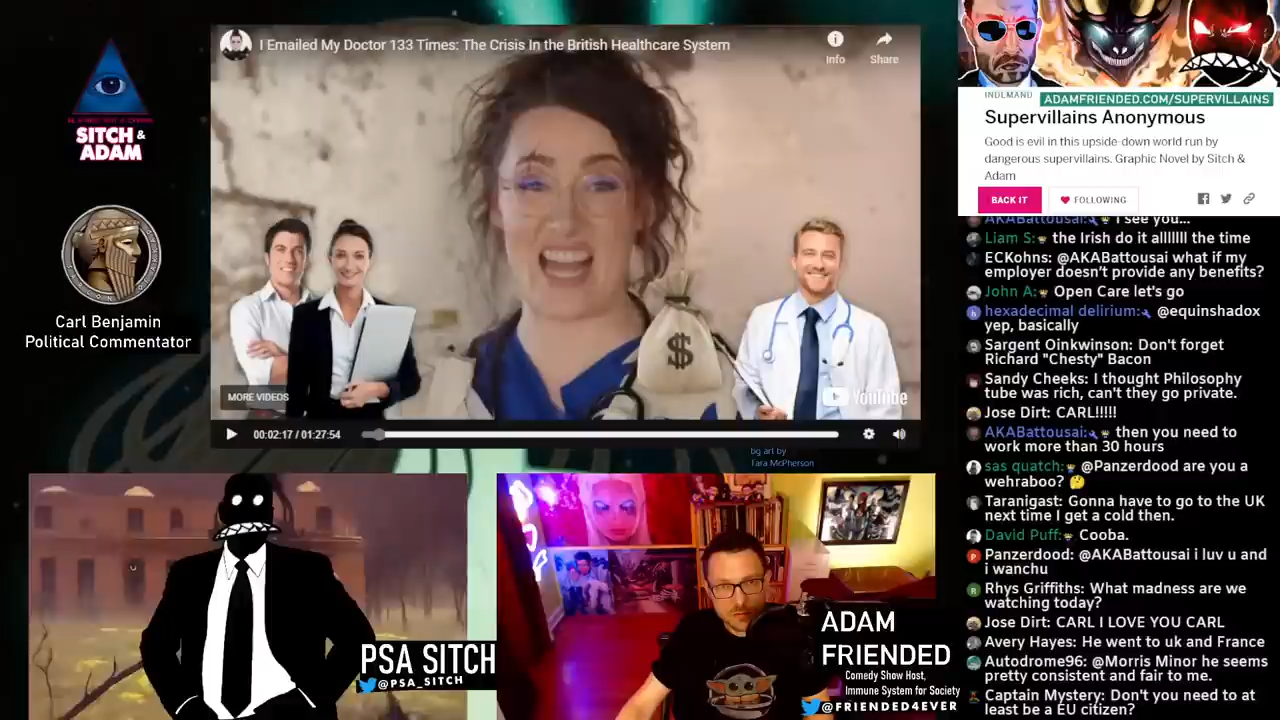 SITCH &
ADAM
Carl Benjamin
Political Commentator
I Emailed My Doctor 133 Times: The Crisis In the British Healthcare System
Info
Share
$
MORE VIDEOS
YouTube
00:02:17 / 01:27:54
bg art by
Tara McPherson
PSA SITCH
@PSA_SITCH
ADAM
FRIENDED
Comedy Show Host,
Immune System for Society
@FRIENDED4EVER
INDEMAND
ADAMFRIENDED.COM/SUPERVILLAINS
Supervillains Anonymous
Good is evil in this upside-down world run by
dangerous supervillains. Graphic Novel by Sitch &
Adam
BACK IT
FOLLOWING
AKABattousai: I see you...
Liam S: the Irish do it alllllll the time
ECKohns: @AKABattousai what if my
employer doesn't provide any benefits?
John A: Open Care let's go
hexadecimal delirium: @equinshadox
yep, basically
Sargent Oinkwinson: Don't forget
Richard "Chesty" Bacon
Sandy Cheeks: I thought Philosophy
tube was rich, can't they go private.
Jose Dirt: CARL!!!!!
AKABattousai: then you need to
work more than 30 hours
sas quatch: @Panzerdood are you a
wehraboo? 🤔
Taranigast: Gonna have to go to the UK
next time I get a cold then.
David Puff: Cooba.
Panzerdood: @AKABattousai i luv u and
i wanchu
Rhys Griffiths: What madness are we
watching today?
Jose Dirt: CARL I LOVE YOU CARL
Avery Hayes: He went to uk and France
Autodrome96: @Morris Minor he seems
pretty consistent and fair to me.
Captain Mystery: Don't you need to at
least be a EU citizen?